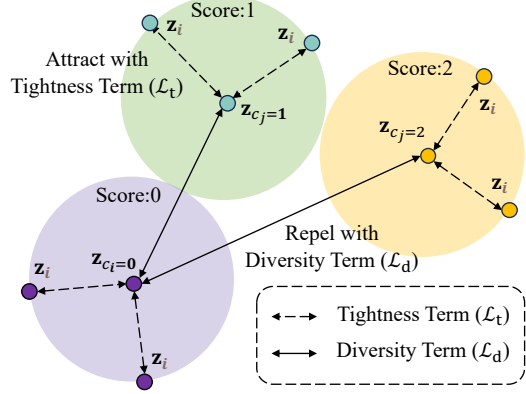 Score:1
z_i
z_i
Attract with
Tightness Term (ℒ_t)
z_{c_j=1}
Score:2
z_i
z_{c_j=2}
z_i
Score:0
z_i
z_{c_i=0}
z_i
Repel with
Diversity Term (ℒ_d)
Tightness Term (ℒ_t)
Diversity Term (ℒ_d)